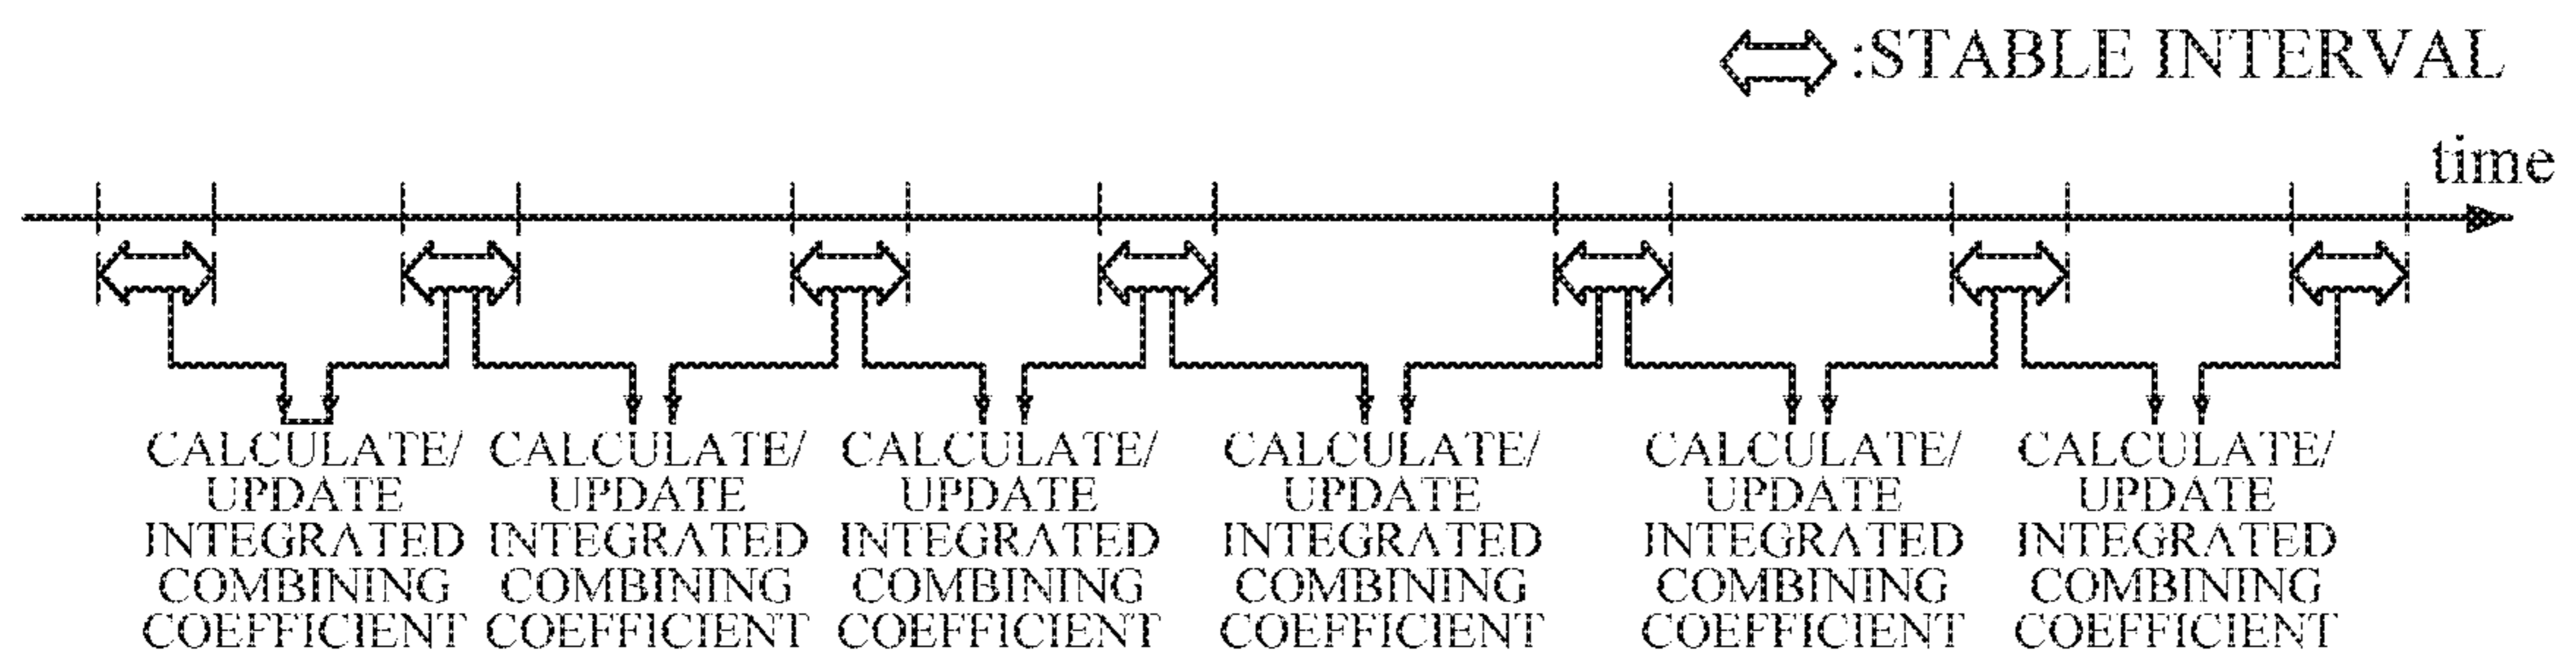 :STABLE INTERVAL
time
CALCULATE/
UPDATE
INTEGRATED
COMBINING
COEFFICIENT
CALCULATE/
UPDATE
INTEGRATED
COMBINING
COEFFICIENT
CALCULATE/
UPDATE
INTEGRATED
COMBINING
COEFFICIENT
CALCULATE/
UPDATE
INTEGRATED
COMBINING
COEFFICIENT
CALCULATE/
UPDATE
INTEGRATED
COMBINING
COEFFICIENT
CALCULATE/
UPDATE
INTEGRATED
COMBINING
COEFFICIENT